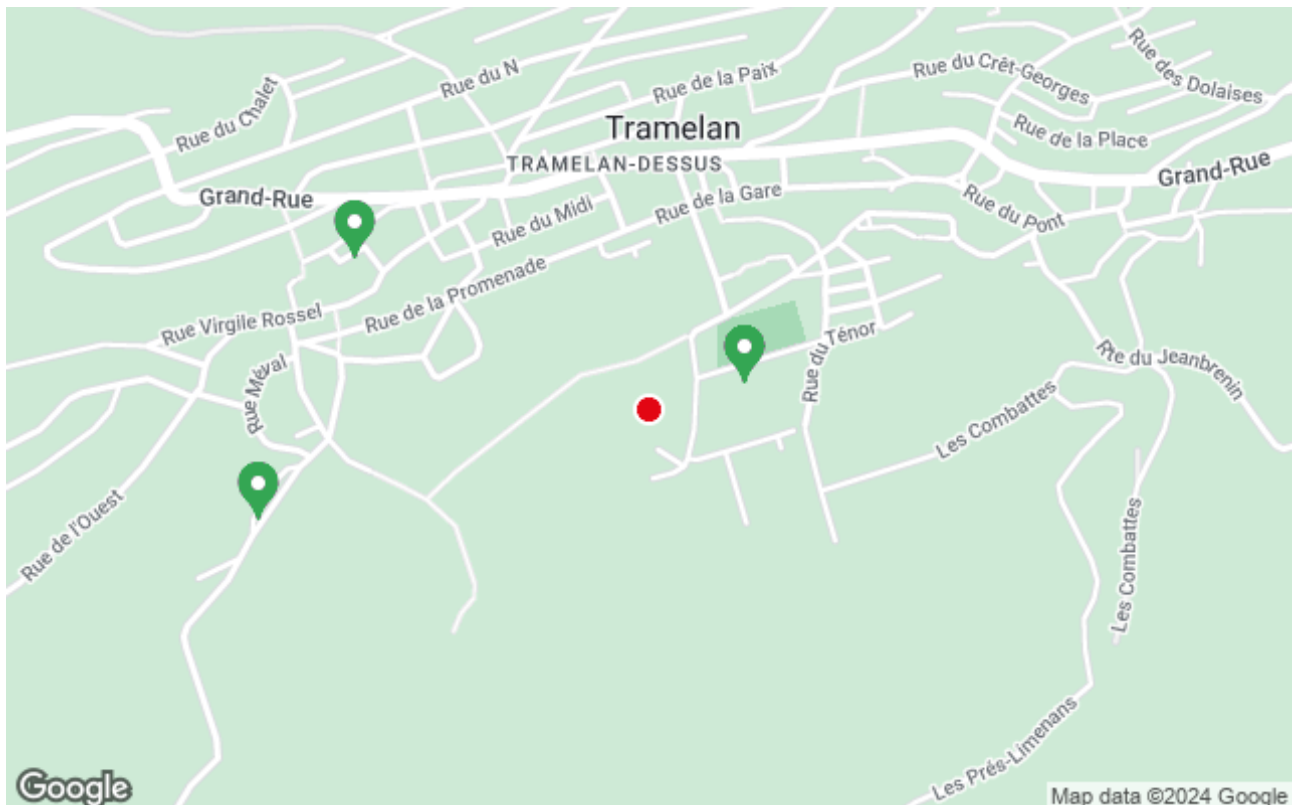 Rue du N
Rue de la Paix
Rue du Crêt-Georges
Rue des Dolaises
Rue du Chalet
Tramelan
Rue de la Place
TRAMELAN-DESSUS
Grand-Rue
Grand-Rue
Rue du Midi
Rue de la Gare
Rue du Pont
Rue de la Promenade
Rue Virgile Rossel
Rue du Ténor
Rte du Jeanbrenin
Rue Méval
Les Combattes
Rue de l'Ouest
Les Combattes
Les Prés-Limenans
Google
Map data ©2024 Google